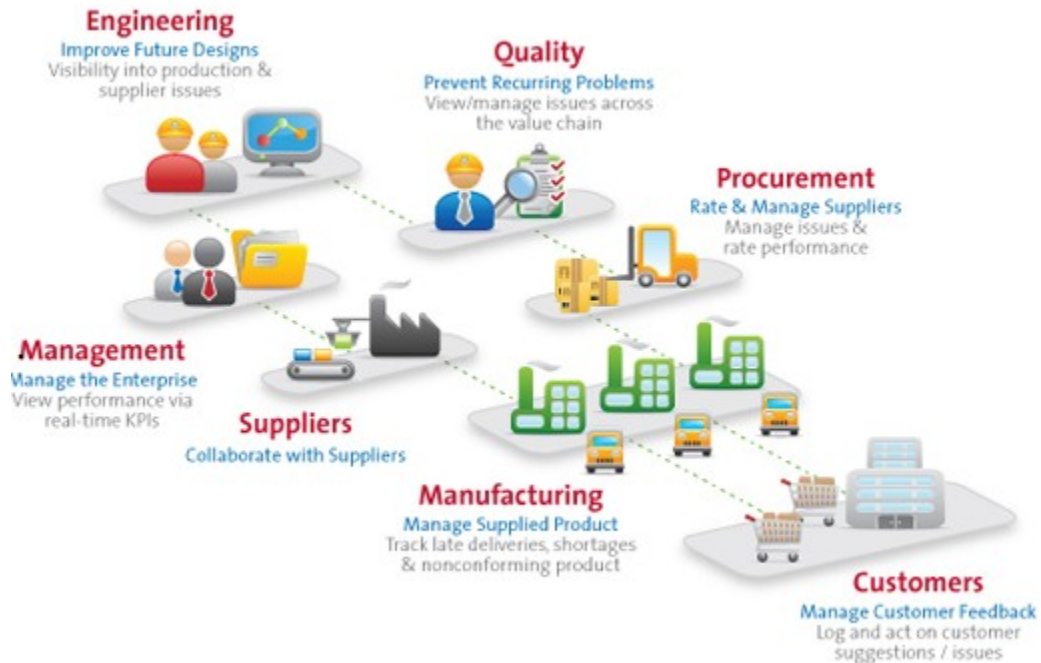 Engineering
Improve Future Designs
Visibility into production &
supplier issues
Quality
Prevent Recurring Problems
View/manage issues across
the value chain
Procurement
Rate & Manage Suppliers
Manage issues &
rate performance
Management
Manage the Enterprise
View performance via
real-time KPIs
Suppliers
Collaborate with Suppliers
Manufacturing
Manage Supplied Product
Track late deliveries, shortages
& nonconforming product
Customers
Manage Customer Feedback
Log and act on customer
suggestions / issues